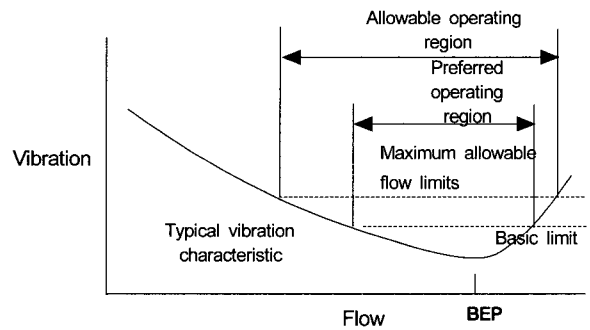 Allowable operating
region
Preferred
operating
region
Vibration
Maximum allowable
flow limits
Typical vibration
characteristic
Basic limit
Flow
BEP